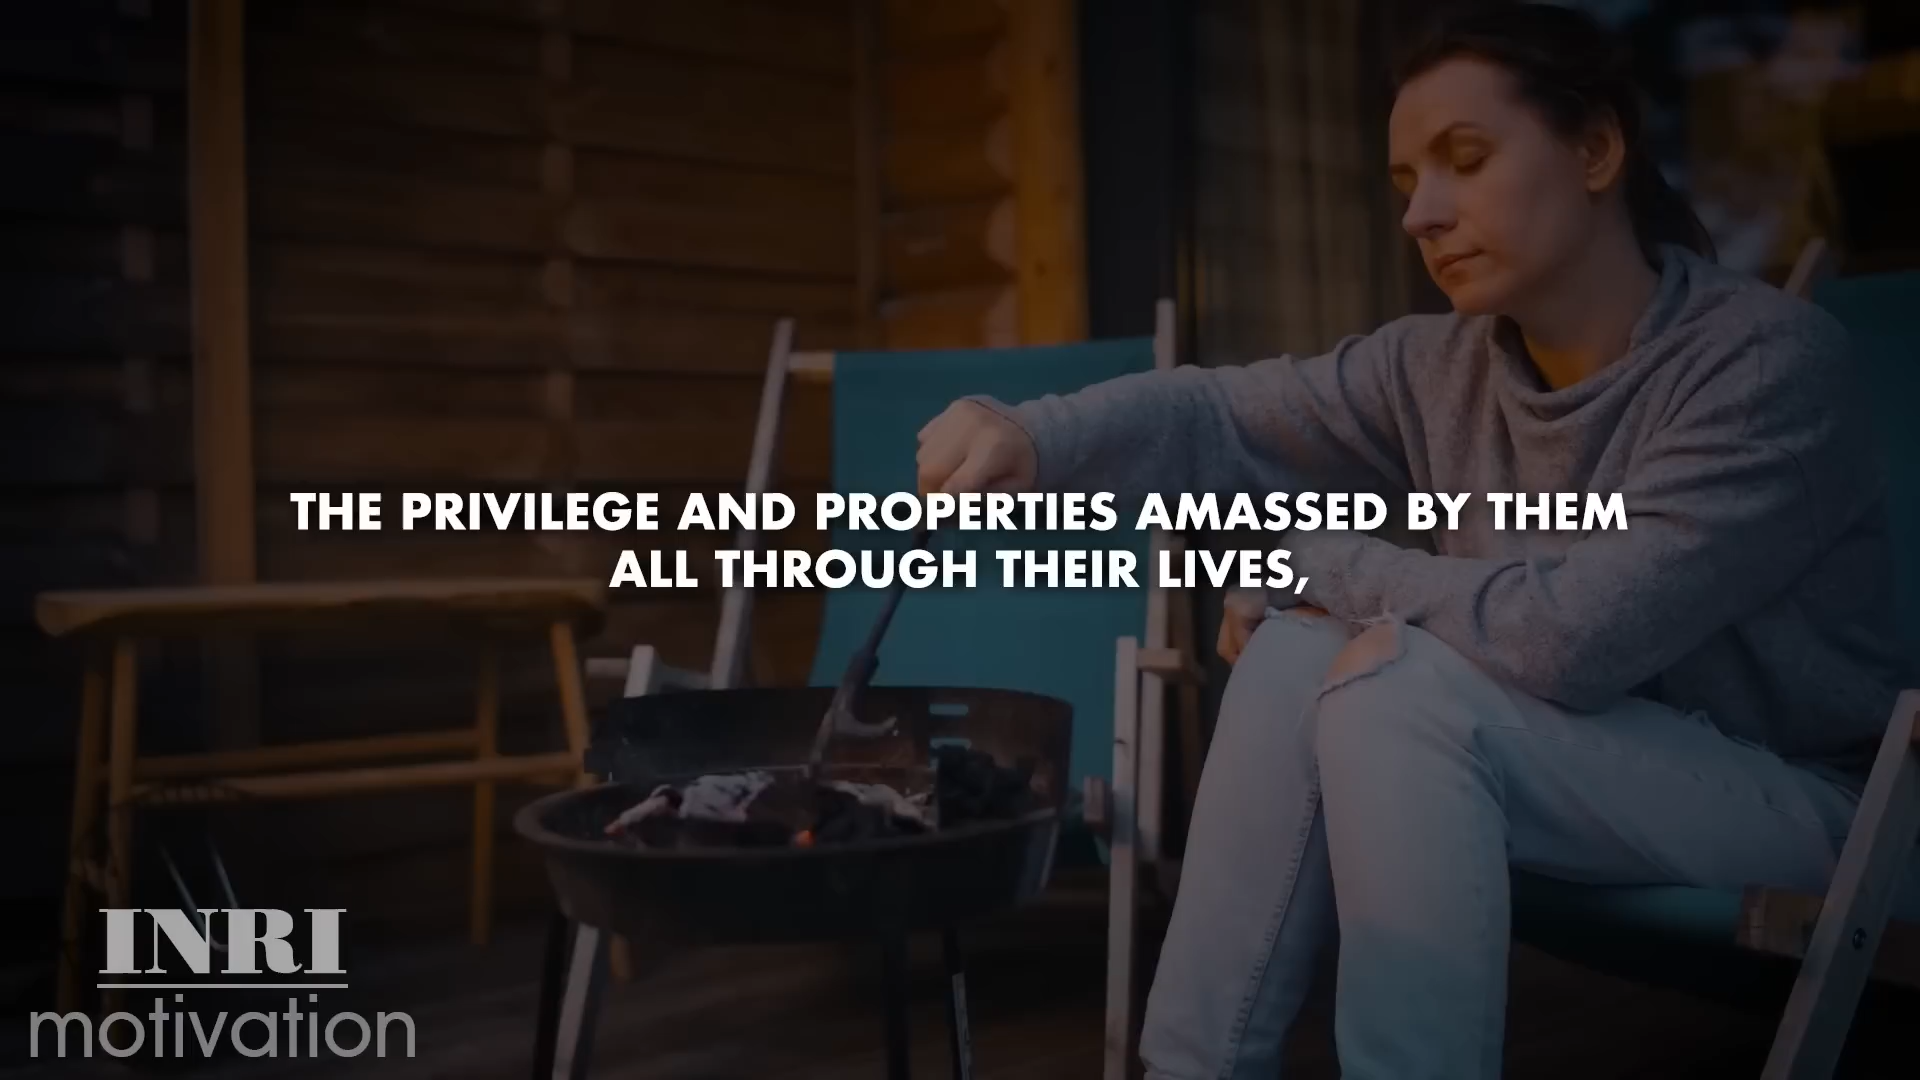 THE PRIVILEGE AND PROPERTIES AMASSED BY THEM
ALL THROUGH THEIR LIVES,
INRI
motivation